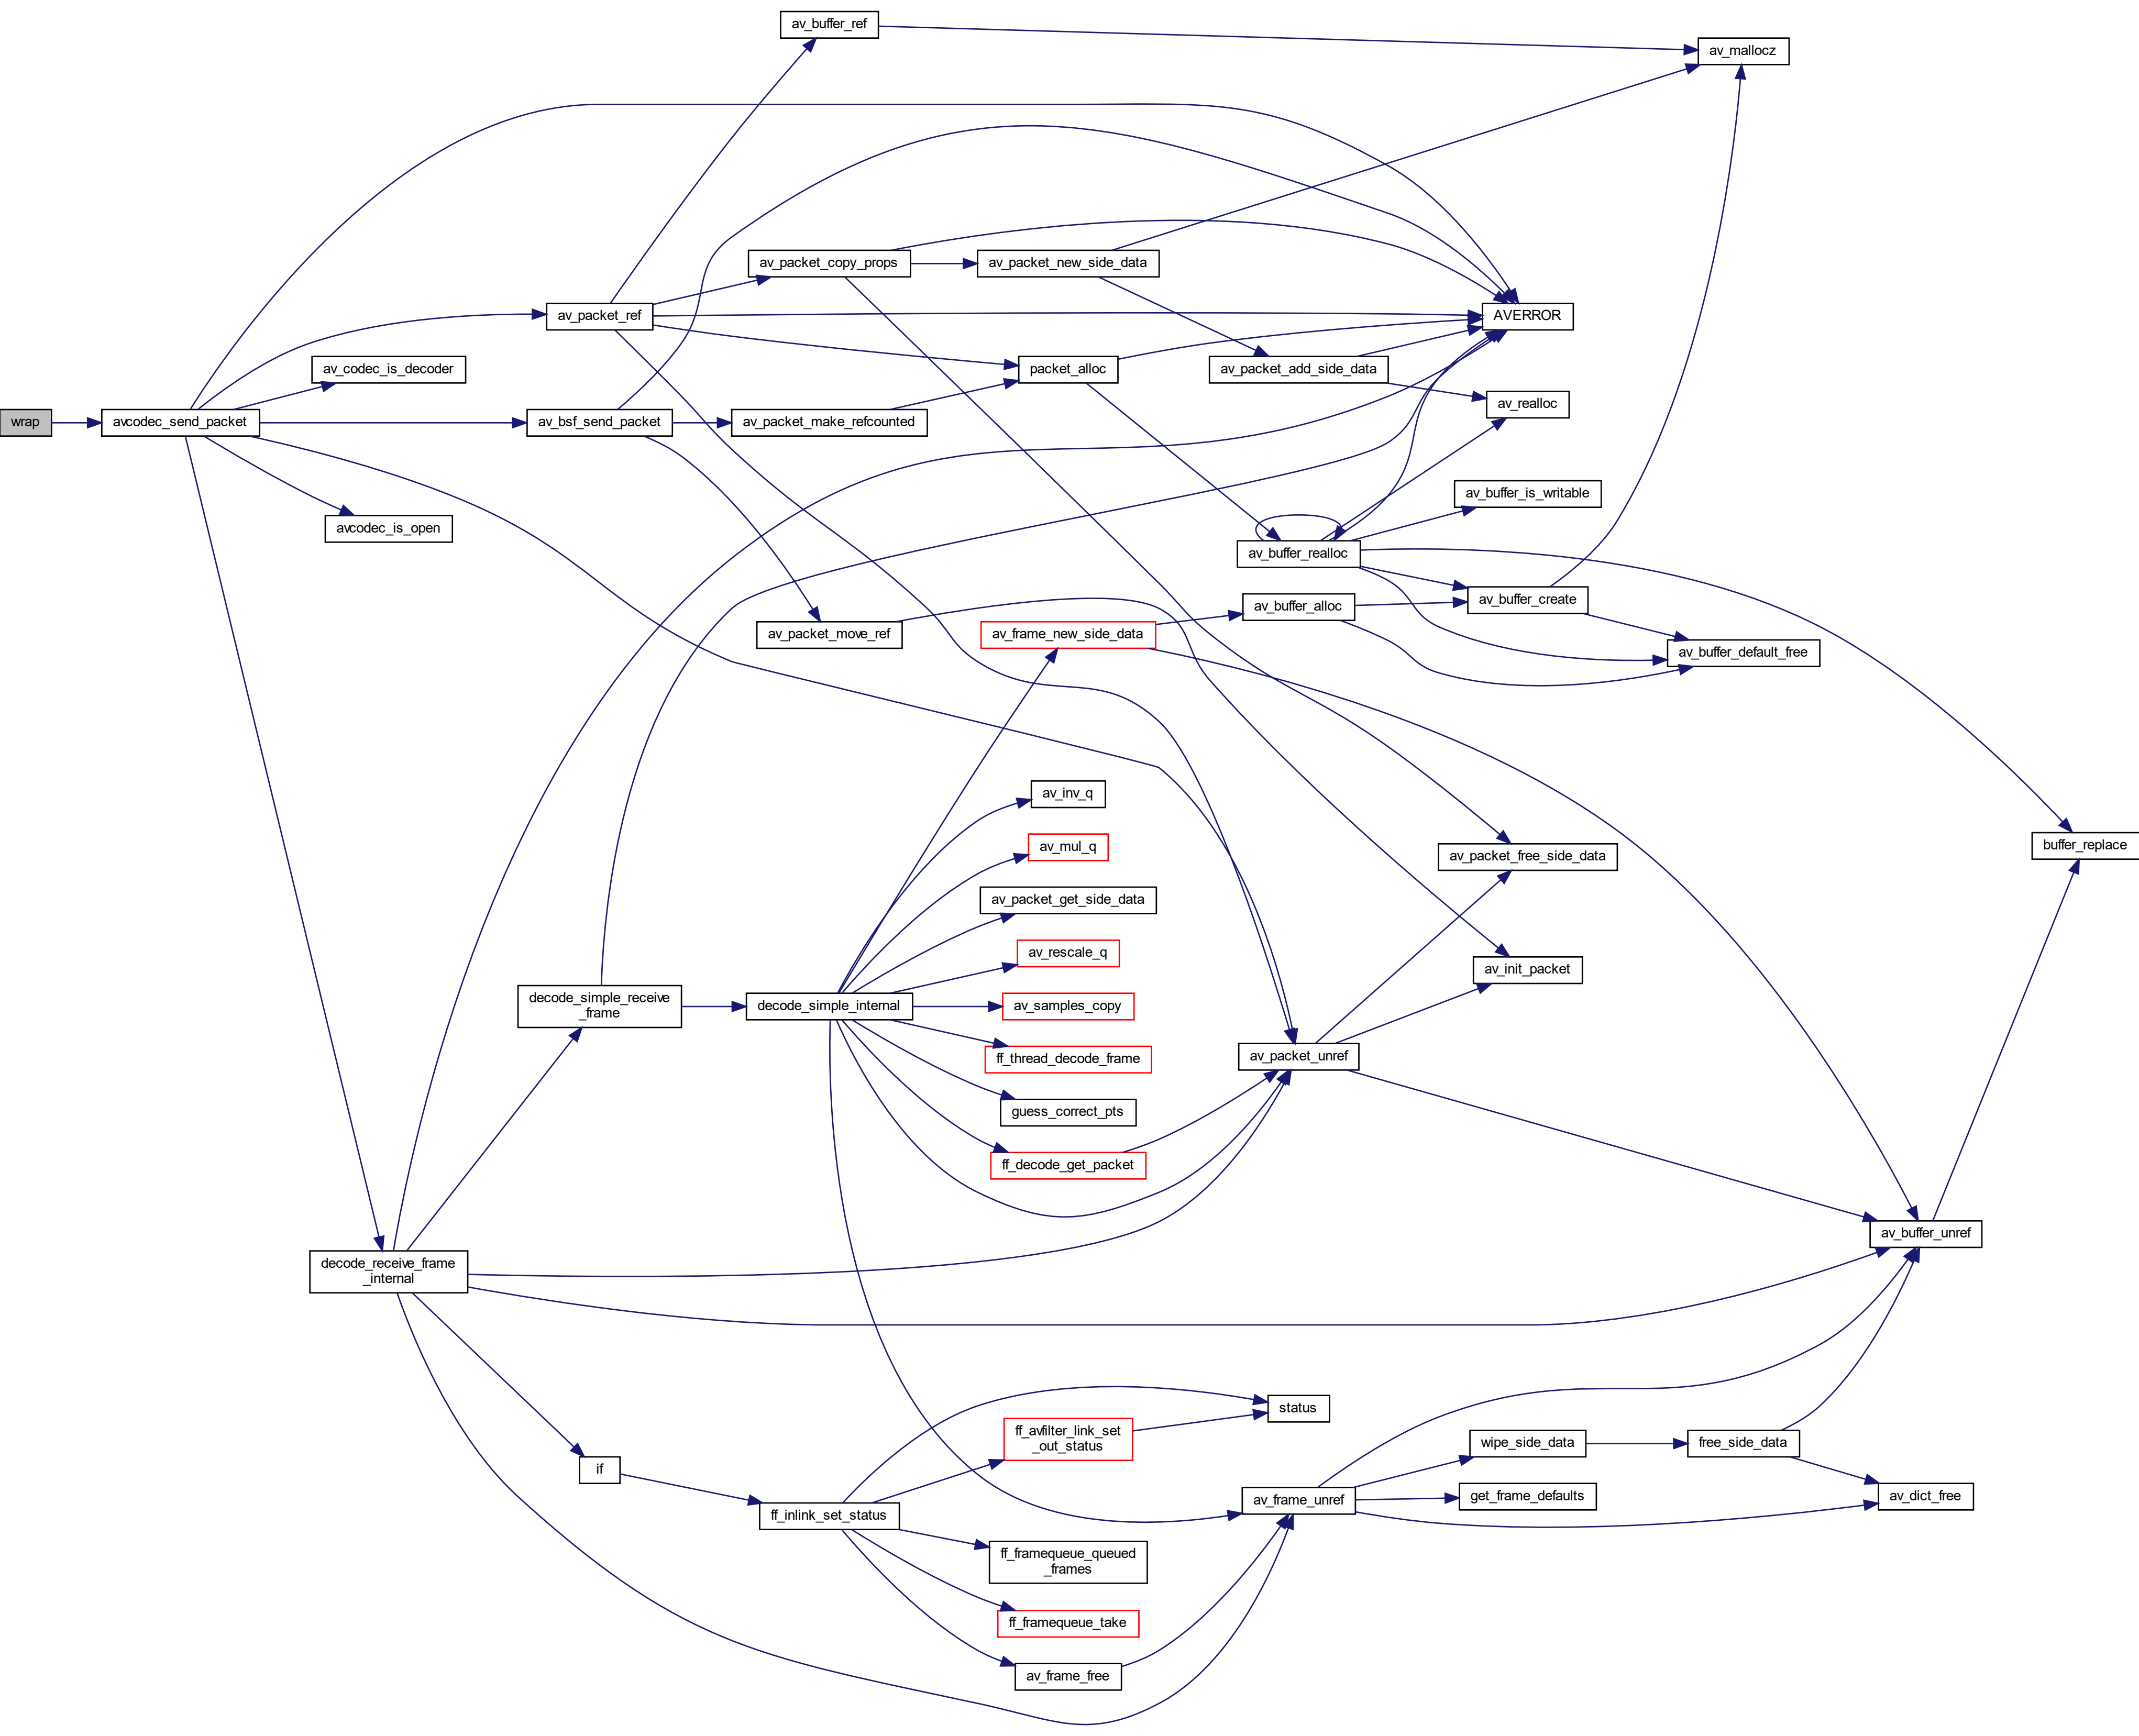 av_buffer_ref
av_mallocz
av_packet_copy_props
av_packet_new_side_data
av_packet_ref
AVERROR
av_codec_is_decoder
packet_alloc
av_packet_add_side_data
av_realloc
wrap
avcodec_send_packet
av_bsf_send_packet
av_packet_make_refcounted
av_buffer_is_writable
avcodec_is_open
av_buffer_realloc
av_buffer_create
av_buffer_alloc
av_packet_move_ref
av_frame_new_side_data
av_buffer_default_free
av_inv_q
av_mul_q
buffer_replace
av_packet_free_side_data
av_packet_get_side_data
av_rescale_q
av_init_packet
decode_simple_receive
_frame
decode_simple_internal
av_samples_copy
ff_thread_decode_frame
av_packet_unref
guess_correct_pts
ff_decode_get_packet
av_buffer_unref
decode_receive_frame
_internal
status
ff_avfilter_link_set
_out_status
wipe_side_data
free_side_data
if
av_frame_unref
get_frame_defaults
av_dict_free
ff_inlink_set_status
ff_framequeue_queued
_frames
ff_framequeue_take
av_frame_free